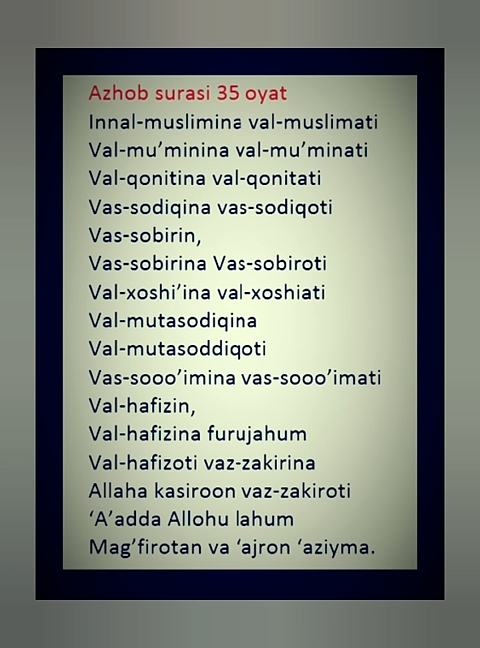 Azhob surasi 35 oyat
Innal-muslimina val-muslimati
Val-mu’minina val-mu’minati
Val-qonitina val-qonitati
Vas-sodiqina vas-sodiqoti
Vas-sobirin,
Vas-sobirina Vas-sobiroti
Val-xoshi’ina val-xoshiati
Val-mutasodiqina
Val-mutasoddiqoti
Vas-sooo’imina vas-sooo’imati
Val-hafizin,
Val-hafizina furujahum
Val-hafizoti vaz-zakirina
Allaha kasiroon vaz-zakiroti
‘A’adda Allohu lahum
Mag’firotan va ‘ajron ‘aziyma.